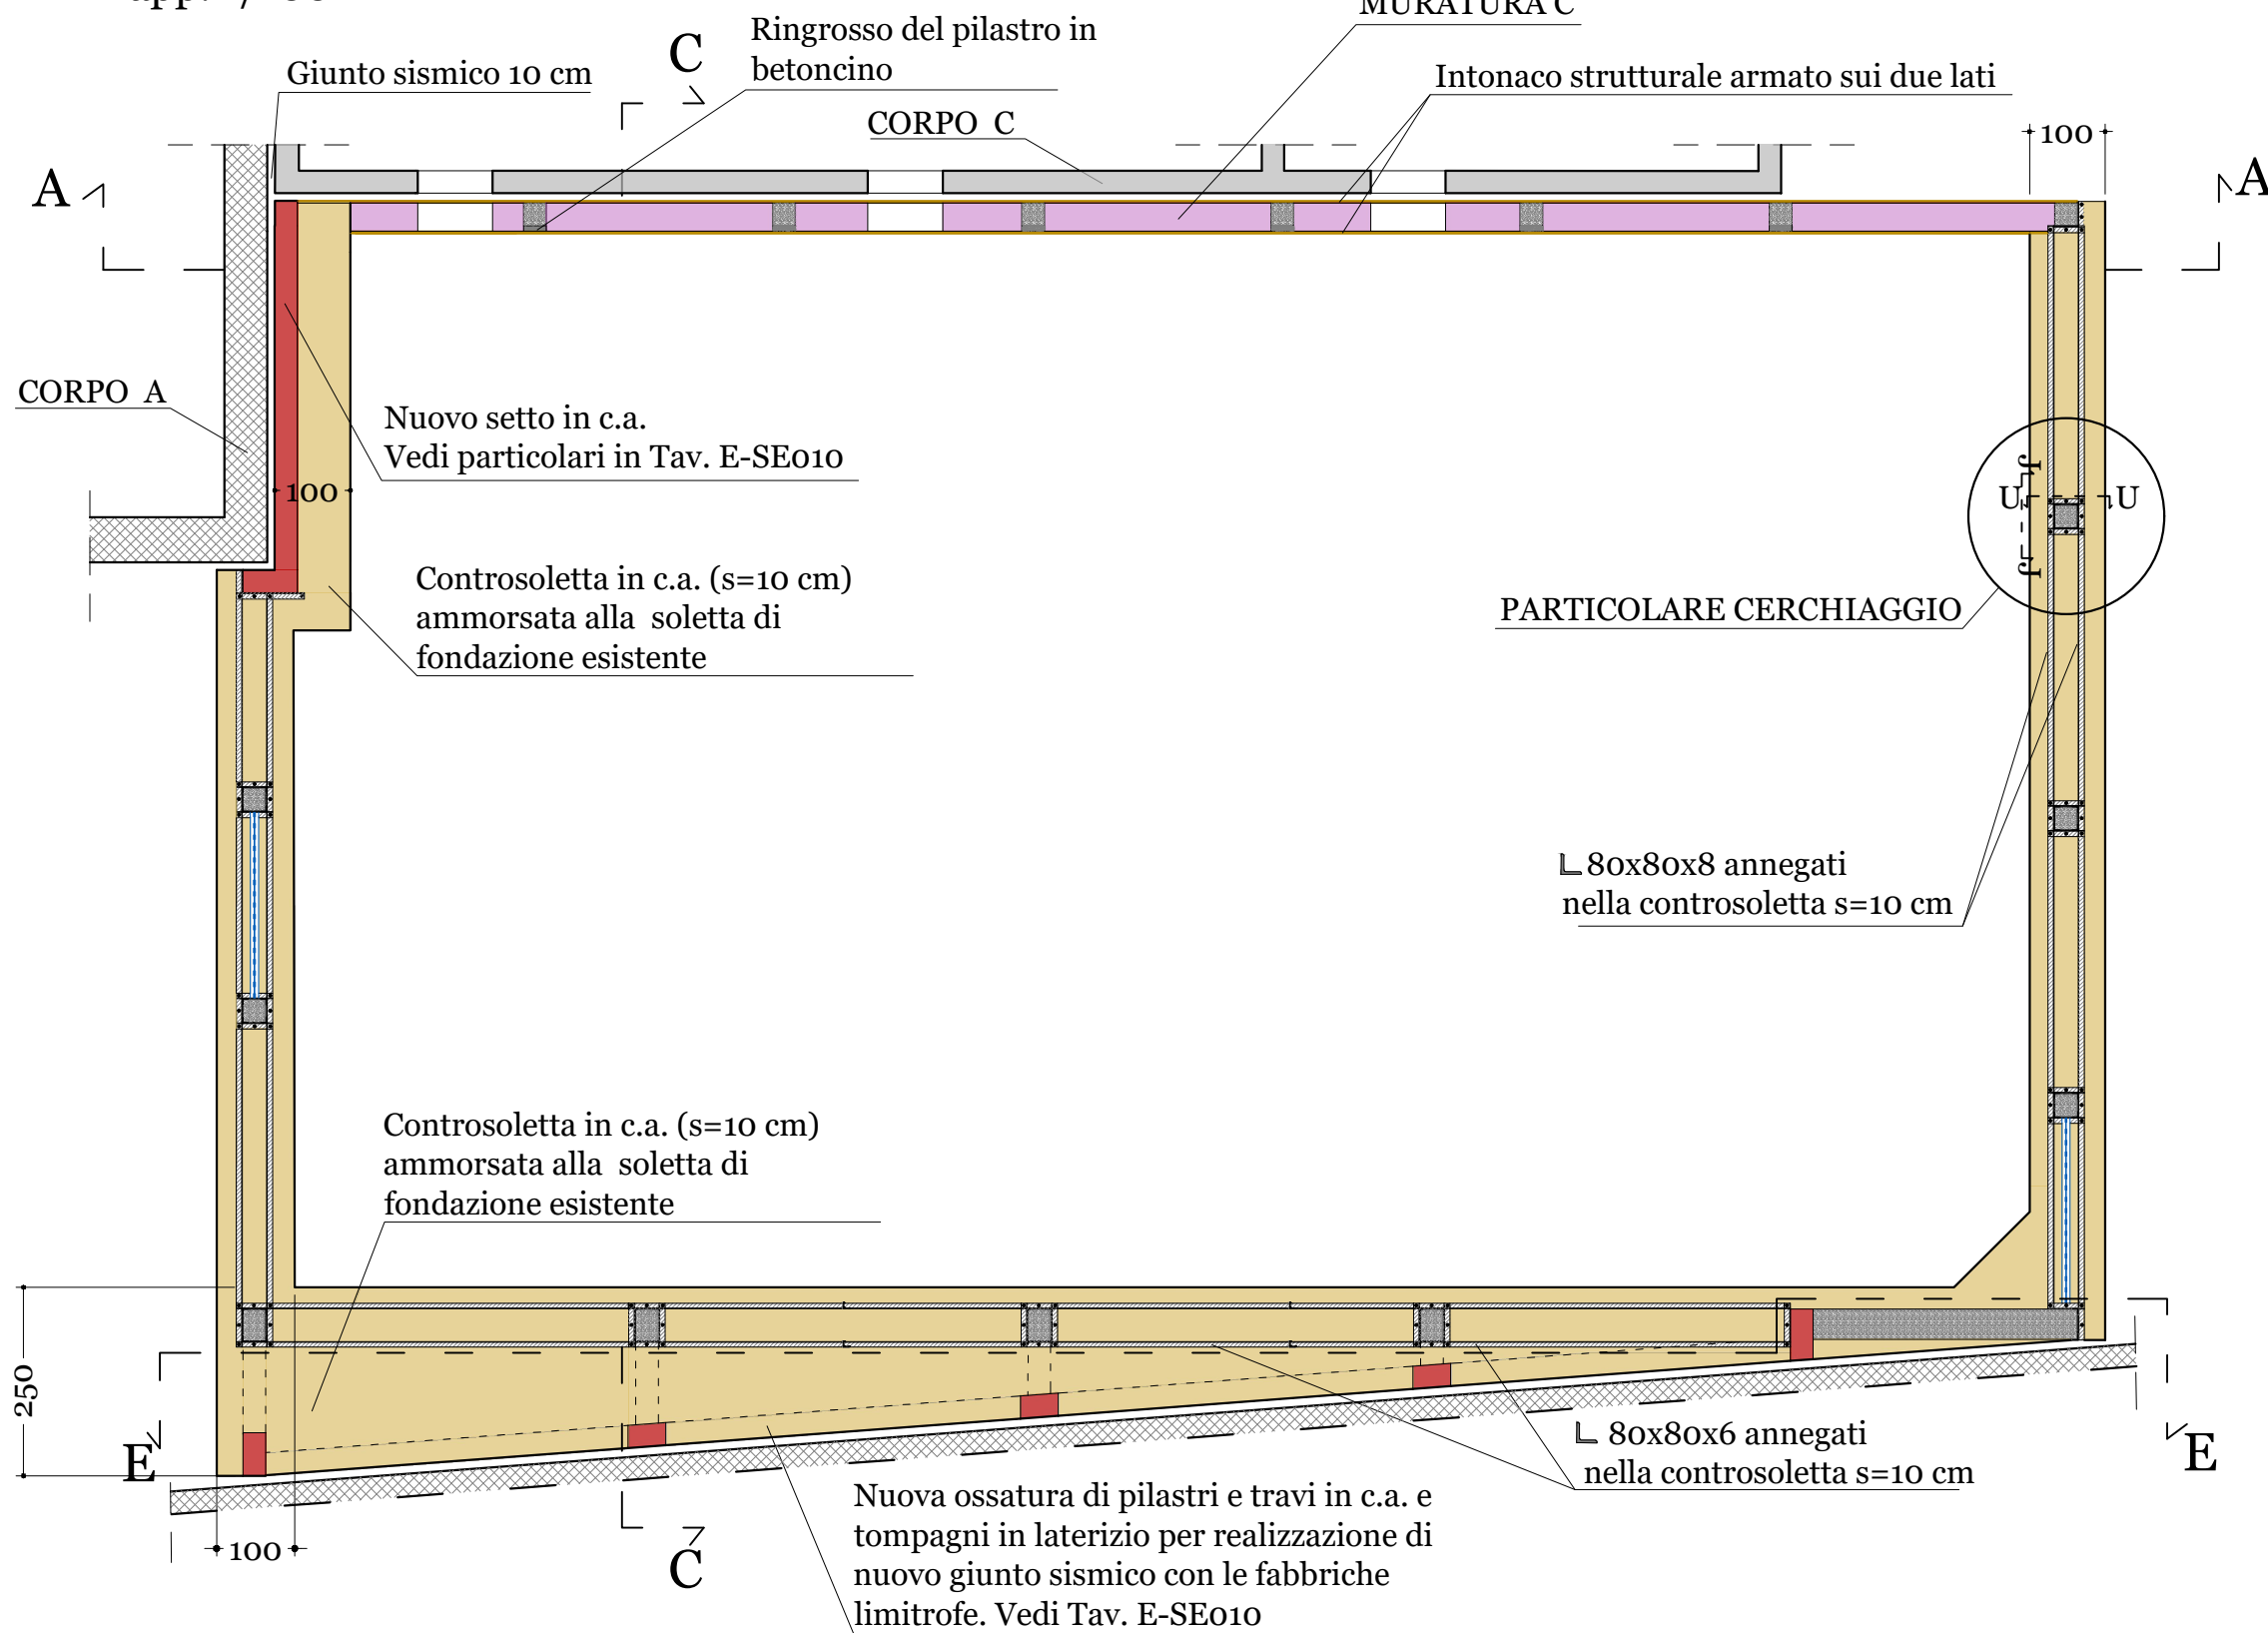 Ringrosso del pilastro in
betoncino
C
MURATURA C
Giunto sismico 10 cm
Intonaco strutturale armato sui due lati
CORPO C
100
A
A
CORPO A
Nuovo setto in c.a.
Vedi particolari in Tav. E-SE010
100
U
U
J
J
Controsoletta in c.a. (s=10 cm)
ammorsata alla soletta di
fondazione esistente
PARTICOLARE CERCHIAGGIO
80x80x8 annegati
nella controsoletta s=10 cm
Controsoletta in c.a. (s=10 cm)
ammorsata alla soletta di
fondazione esistente
250
E
E
80x80x6 annegati
nella controsoletta s=10 cm
100
C
Nuova ossatura di pilastri e travi in c.a. e
tompagni in laterizio per realizzazione di
nuovo giunto sismico con le fabbriche
limitrofe. Vedi Tav. E-SE010